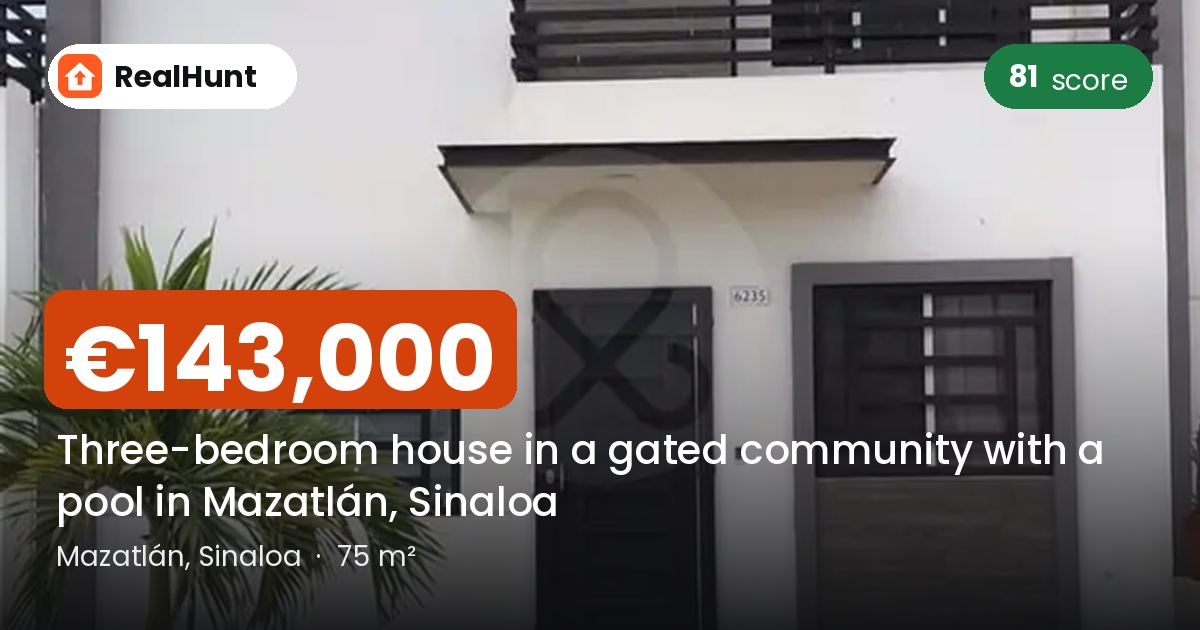 RealHunt
81 score
6235
€143,000
Three-bedroom house in a gated community with a
pool in Mazatlán, Sinaloa
Mazatlán, Sinaloa · 75 m²